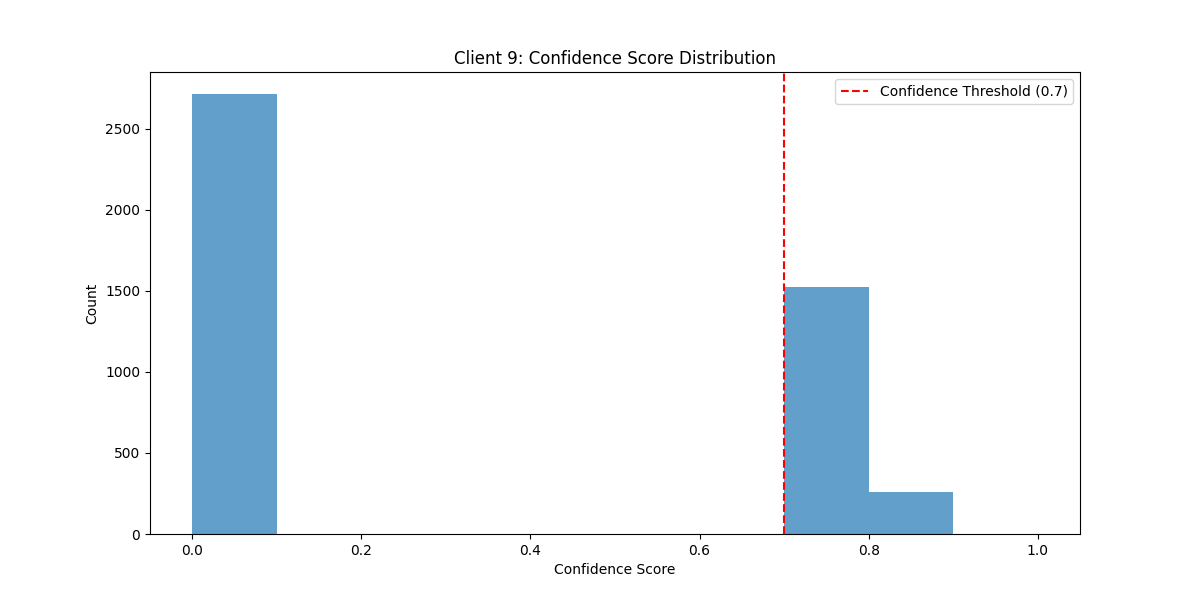 Client 9: Confidence Score Distribution
Confidence Threshold (0.7)
2500
2000
1500
1000
500
0
Count
0.0 0.2 0.4 0.6 0.8 1.0
Confidence Score